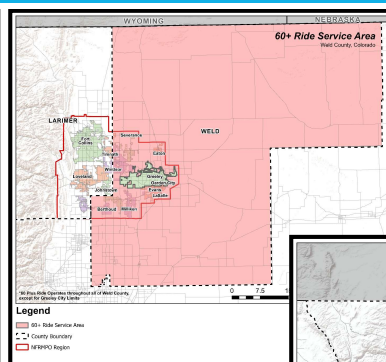 WYOMING
NEBRASKA
60+ Ride Service Area
Weld County, Colorado
LARIMER
WELD
Fort
Collins
Severance
Timnath
Eaton
Windsor
Loveland
Greeley
Garden City
Johnstown
Evans
LaSalle
Berthoud
Milliken
*60 Plus Ride Operates throughout all of Weld County,
except for Greeley City Limits
0 7.5
Legend
60+ Ride Service Area
County Boundary
NFRMPO Region